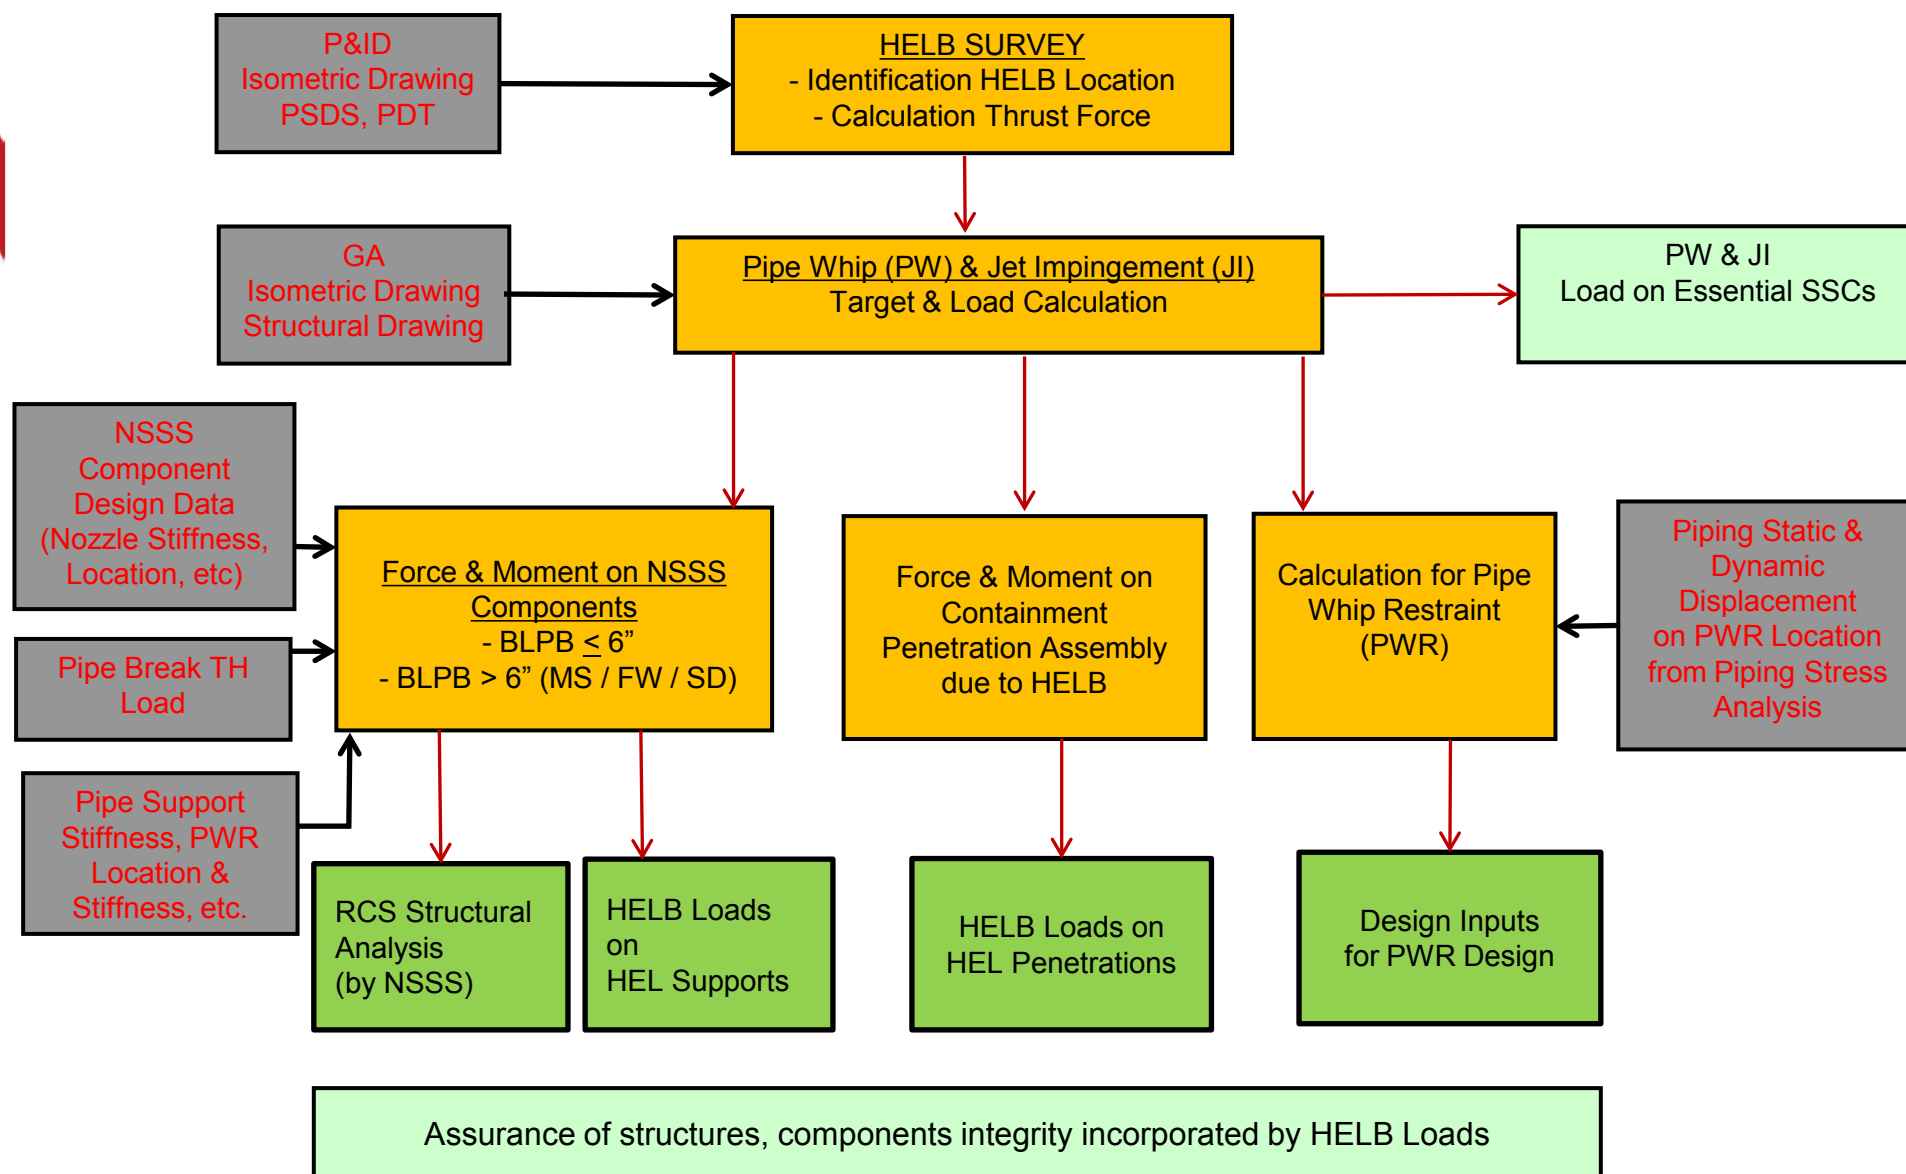 P&ID
Isometric Drawing
PSDS, PDT
HELB SURVEY
- Identification HELB Location
- Calculation Thrust Force
GA
Isometric Drawing
Structural Drawing
Pipe Whip (PW) & Jet Impingement (JI)
Target & Load Calculation
PW & JI
Load on Essential SSCs
NSSS
Component
Design Data
(Nozzle Stiffness,
Location, etc)
Pipe Break TH
Load
Pipe Support
Stiffness, PWR
Location &
Stiffness, etc.
Force & Moment on NSSS
Components
- BLPB ≤ 6”
- BLPB > 6” (MS / FW / SD)
Force & Moment on
Containment
Penetration Assembly
due to HELB
Calculation for Pipe
Whip Restraint
(PWR)
Piping Static &
Dynamic
Displacement
on PWR Location
from Piping Stress
Analysis
RCS Structural
Analysis
(by NSSS)
HELB Loads
on
HEL Supports
HELB Loads on
HEL Penetrations
Design Inputs
for PWR Design
Assurance of structures, components integrity incorporated by HELB Loads